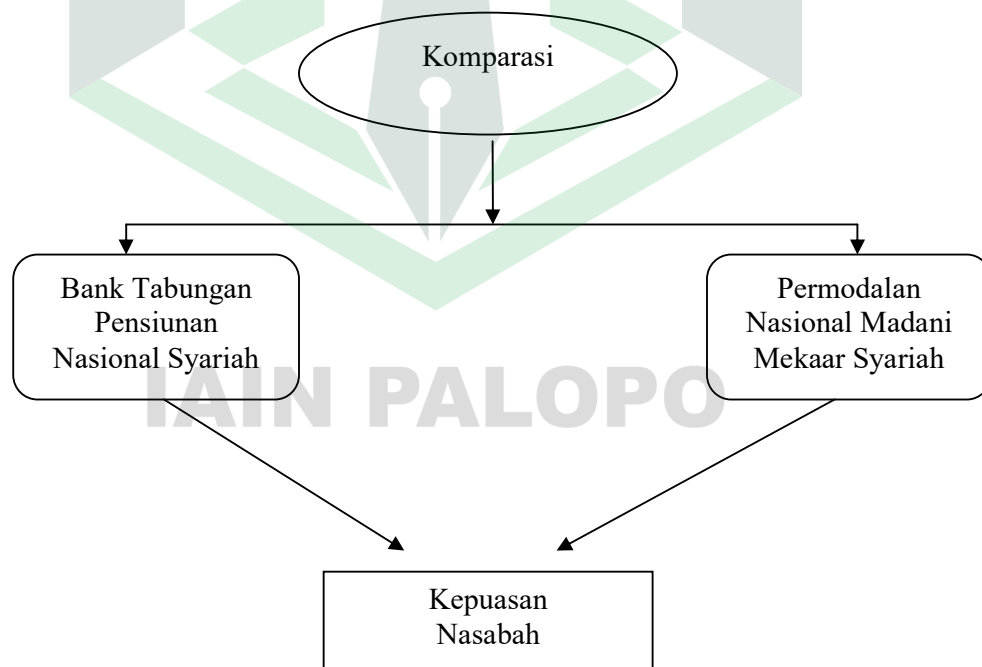 Komparasi
Bank Tabungan
Pensiunan
Nasional Syariah
Permodalan
Nasional Madani
Mekaar Syariah
IAIN PALOPO
Kepuasan
Nasabah